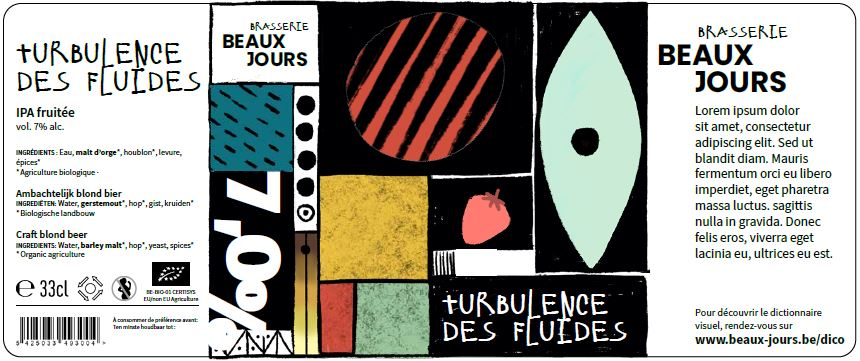 TURBULENCE
DES FLUÏDES
IPA fruitée
vol. 7% alc.
INGRÉDIENTS : Eau, malt d'orge*, houblon*, levure,
épices*
* Agriculture biologique -
Ambachtelijk blond bier
INGREDIËNTEN: Water, gerstemout*, hop*, gist, kruiden*
* Biologische landbouw
Craft blond beer
INGREDIENTS: Water, barley malt*, hop*, yeast, spices*
* Organic agriculture
BE-BIO-01 CERTISYS
EU/non EU Agriculture
e 33cl
À consommer de préférence avant:
Ten minste houdbaar tot :
5 425033 493004
BRASSERIE
BEAUX
JOURS
7,0%
TURBULENCE
DES FLUÏDES
BRASSERIE
BEAUX
JOURS
Lorem ipsum dolor
sit amet, consectetur
adipiscing elit. Sed ut
blandit diam. Mauris
fermentum orci eu libero
imperdiet, eget pharetra
massa luctus. sagittis
nulla in gravida. Donec
felis eros, viverra eget
lacinia eu, ultrices eu est.
Pour découvrir le dictionnaire
visuel, rendez-vous sur
www.beaux-jours.be/dico